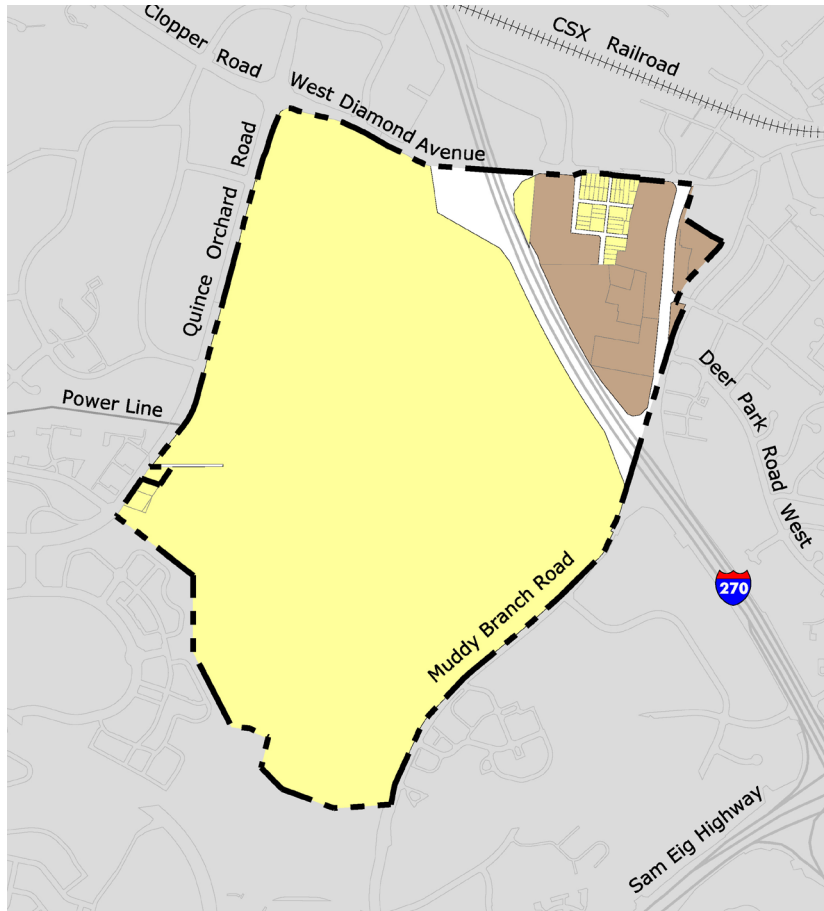 Clopper Road
CSX Railroad
West Diamond Avenue
Quince Orchard Road
Power Line
Deer Park Road West
270
Muddy Branch Road
Sam Eig Highway